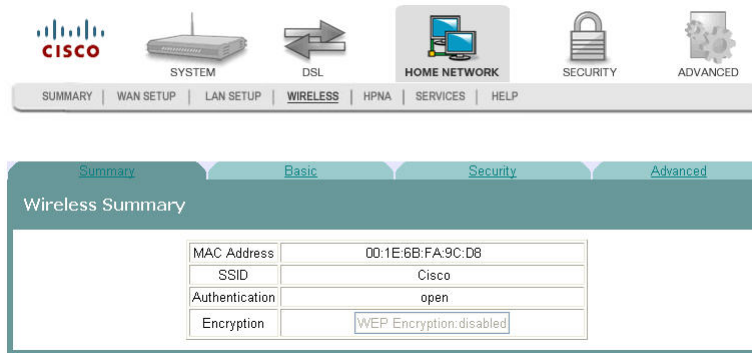 CISCO
SYSTEM DSL HOME NETWORK SECURITY ADVANCED
SUMMARY | WAN SETUP | LAN SETUP | WIRELESS | HPNA | SERVICES | HELP
Summary Basic Security Advanced
Wireless Summary
MAC Address 00:1E:6B:FA:9C:D8
SSID Cisco
Authentication open
Encryption WEP Encryption:disabled